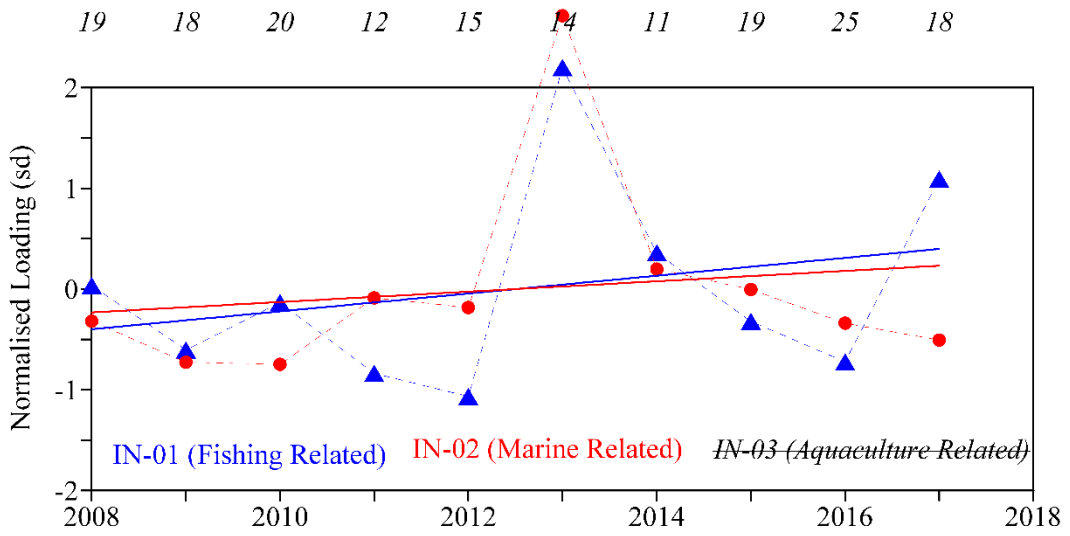 19 18 20 12 15 14 11 19 25 18
2
1
0
-1
-2
Normalised Loading (sd)
IN-01 (Fishing Related) IN-02 (Marine Related) IN-03 (Aquaculture Related)
2008 2010 2012 2014 2016 2018